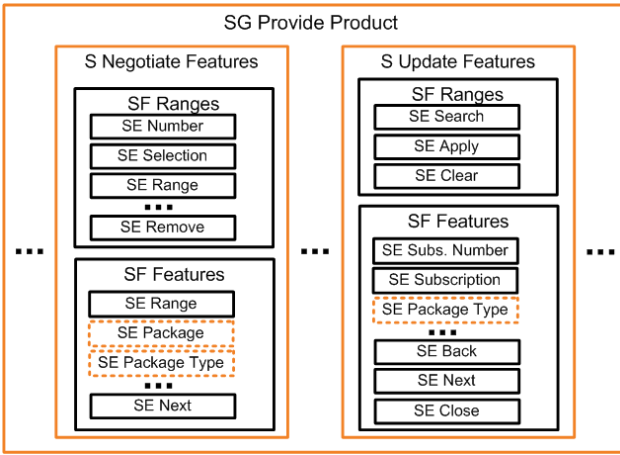 SG Provide Product
S Negotiate Features
SF Ranges
SE Number
SE Selection
SE Range
...
SE Remove
SF Features
SE Range
SE Package
SE Package Type
...
SE Next
S Update Features
SF Ranges
SE Search
SE Apply
SE Clear
SF Features
SE Subs. Number
SE Subscription
SE Package Type
...
SE Back
SE Next
SE Close
...
...
...